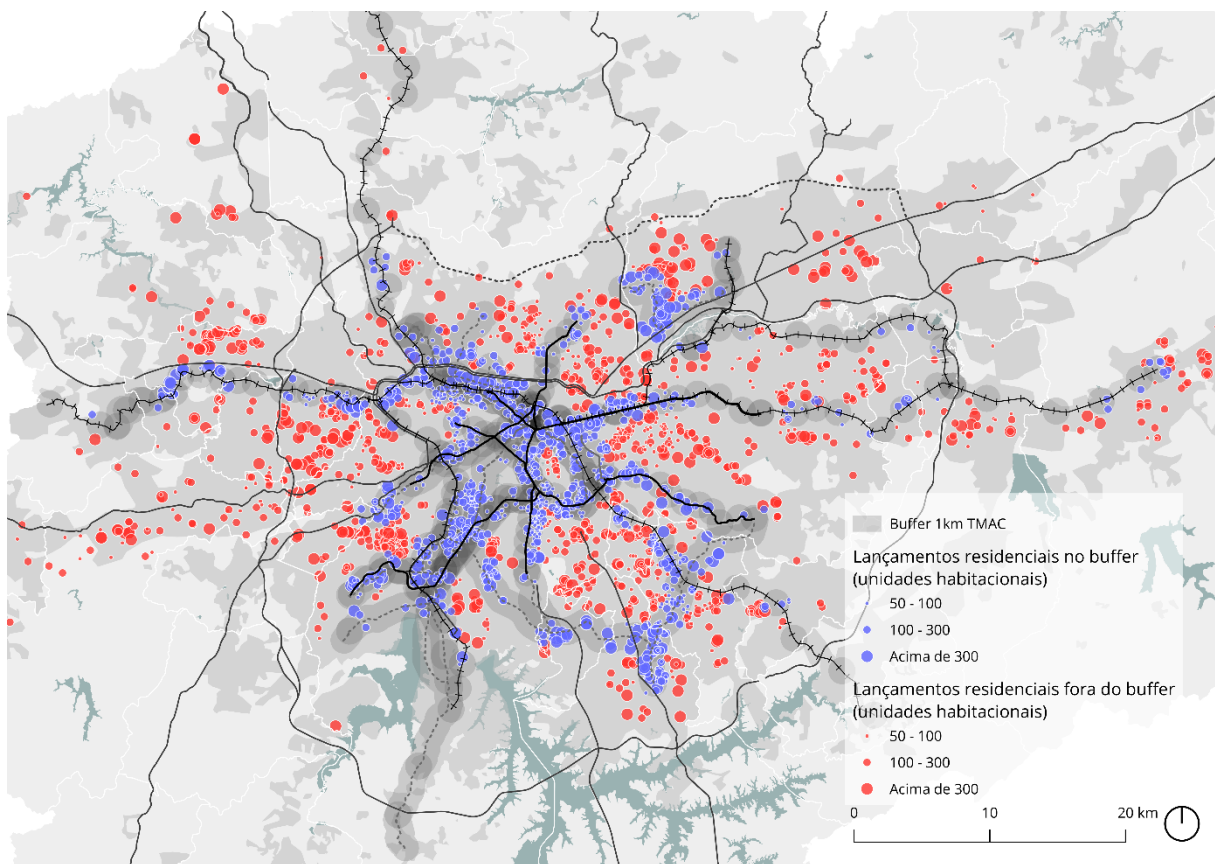 Buffer 1km TMAC
Lançamentos residenciais no buffer
(unidades habitacionais)
50 - 100
100 - 300
Acima de 300
Lançamentos residenciais fora do buffer
(unidades habitacionais)
50 - 100
100 - 300
Acima de 300
0 10 20 km